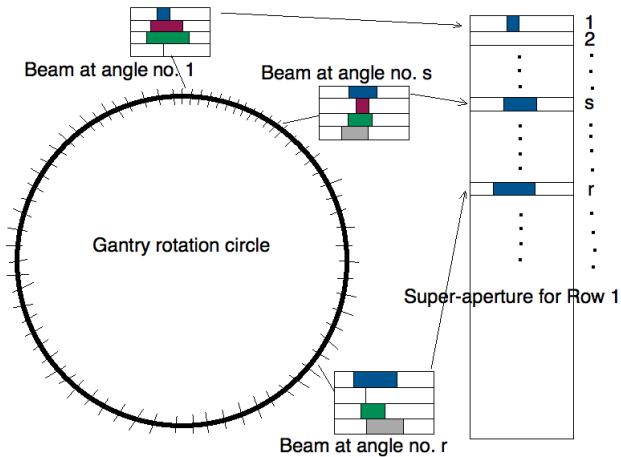 1
2
Beam at angle no. 1
Beam at angle no. s
s
r
Gantry rotation circle
Super-aperture for Row 1
Beam at angle no. r